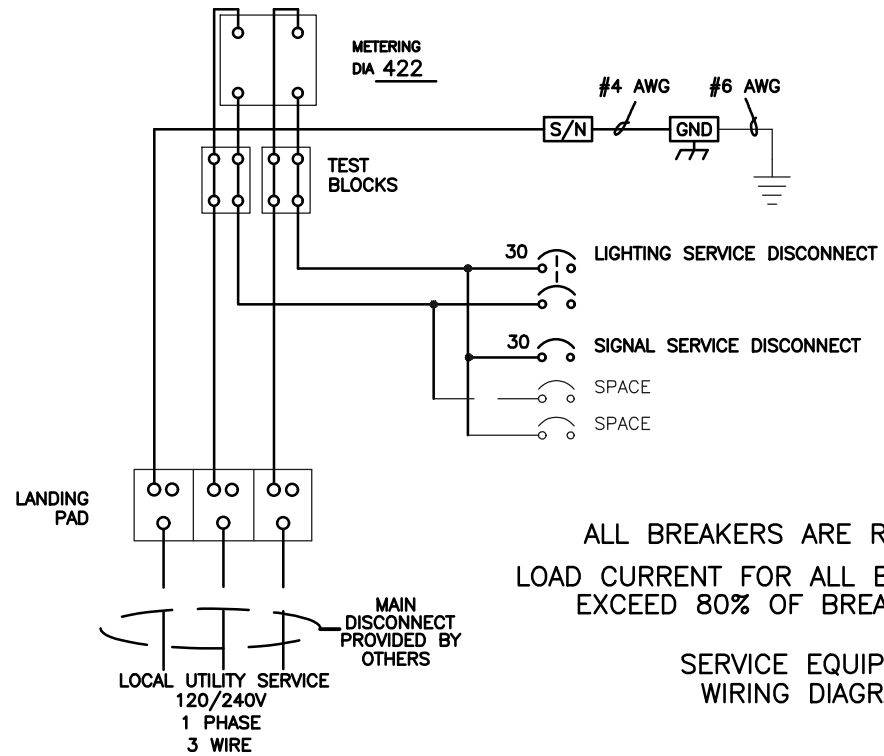 METERING
DIA 422
#4 AWG
#6 AWG
S/N
GND
TEST
BLOCKS
30
LIGHTING SERVICE DISCONNECT
30
SIGNAL SERVICE DISCONNECT
SPACE
SPACE
LANDING
PAD
ALL BREAKERS ARE R
LOAD CURRENT FOR ALL B
EXCEED 80% OF BREA
MAIN
DISCONNECT
PROVIDED BY
OTHERS
SERVICE EQUIP
WIRING DIAGR
LOCAL UTILITY SERVICE
120/240V
1 PHASE
3 WIRE